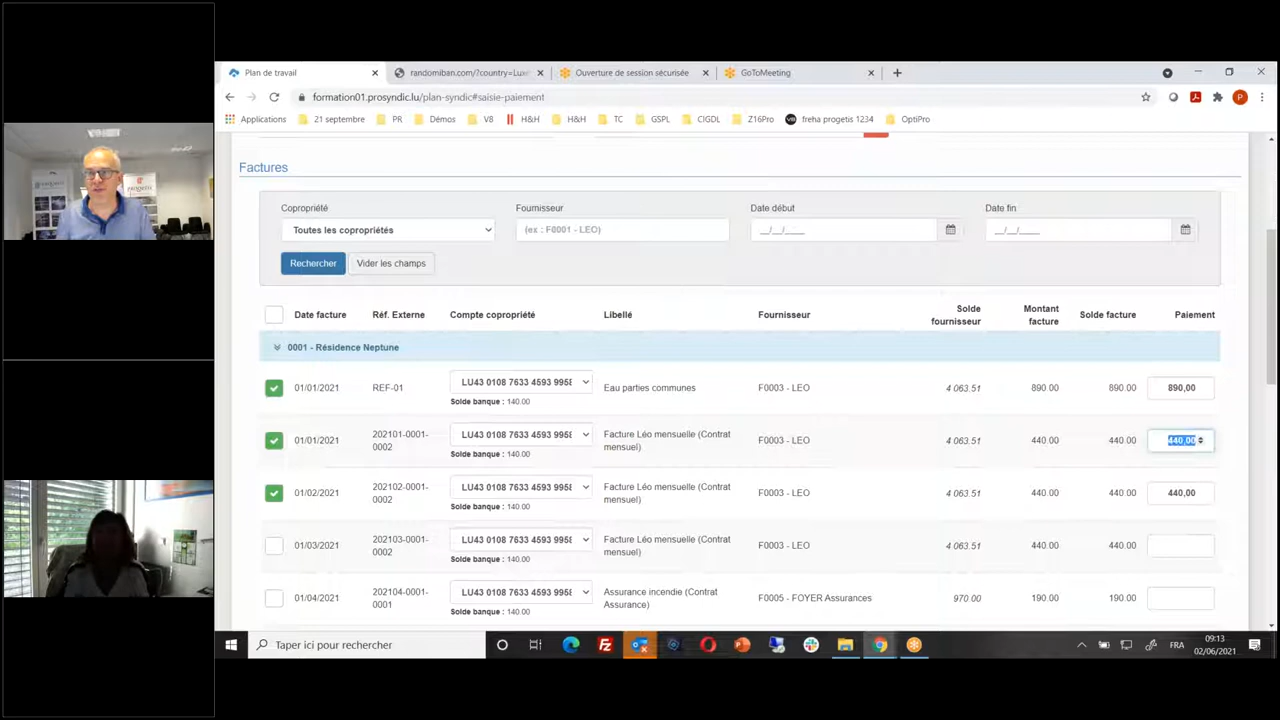 Plan de travail
randomiban.com/?country=Lux
Ouverture de session sécurisée
GoToMeeting
formation01.prosyndic.lu/plan-syndic#saisie-paiement
Applications 21 septembre PR Démos V8 H&H H&H TC GSPL CIGDL Z16Pro freha progetis 1234 OptiPro
Factures
Copropriété Fournisseur Date début Date fin
Toutes les copropriétés (ex : F0001 - LEO) __/__/____ __/__/____
Rechercher Vider les champs
Date facture Réf. Externe Compte copropriété Libellé Fournisseur Solde fournisseur Montant facture Solde facture Paiement
0001 - Résidence Neptune
01/01/2021 REF-01 LU43 0108 7633 4593 995 Eau parties communes F0003 - LEO 4 063.51 890.00 890.00 890,00
Solde banque : 140.00
01/01/2021 202101-0001-0002 LU43 0108 7633 4593 995 Facture Léo mensuelle (Contrat mensuel) F0003 - LEO 4 063.51 440.00 440.00 440,00
Solde banque : 140.00
01/02/2021 202102-0001-0002 LU43 0108 7633 4593 995 Facture Léo mensuelle (Contrat mensuel) F0003 - LEO 4 063.51 440.00 440.00 440,00
Solde banque : 140.00
01/03/2021 202103-0001-0002 LU43 0108 7633 4593 995 Facture Léo mensuelle (Contrat mensuel) F0003 - LEO 4 063.51 440.00 440.00
Solde banque : 140.00
01/04/2021 202104-0001-0001 LU43 0108 7633 4593 995 Assurance incendie (Contrat Assurance) F0005 - FOYER Assurances 970.00 190.00 190.00
Solde banque : 140.00
Taper ici pour rechercher
FRA
09:13
02/06/2021